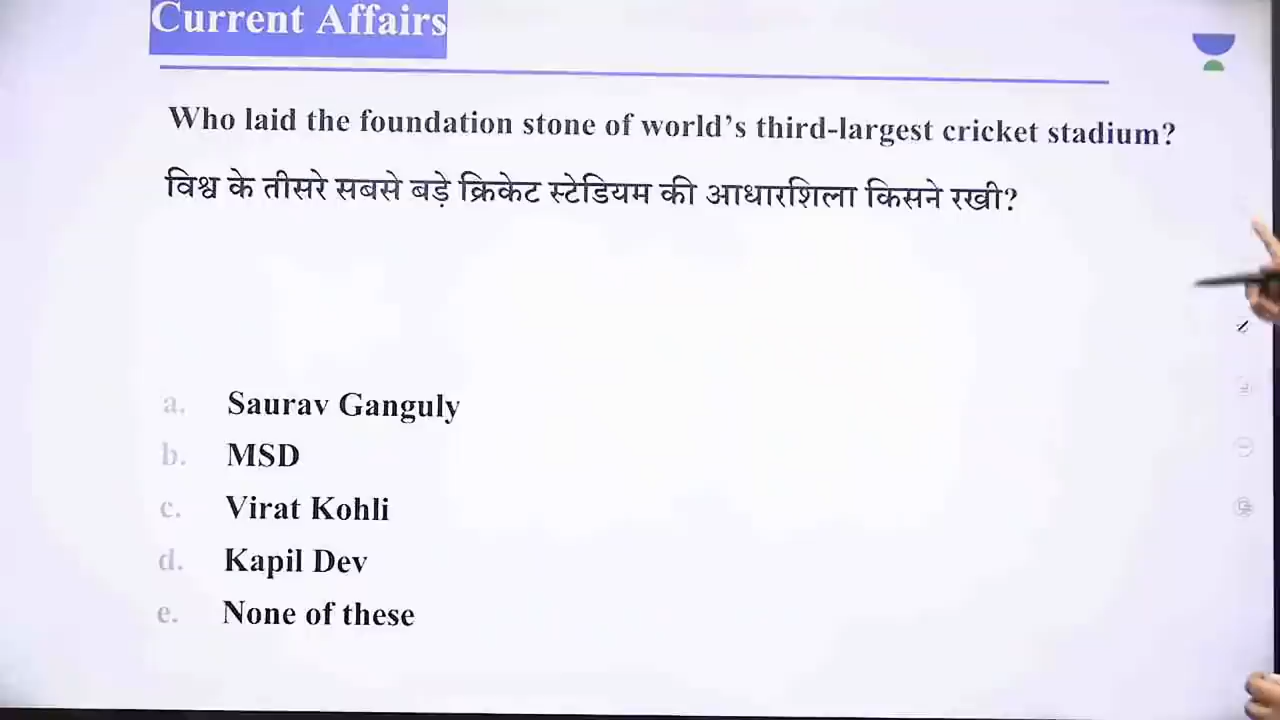 Current Affairs
Who laid the foundation stone of world’s third-largest cricket stadium?
विश्व के तीसरे सबसे बड़े क्रिकेट स्टेडियम की आधारशिला किसने रखी?
a. Saurav Ganguly
b. MSD
c. Virat Kohli
d. Kapil Dev
e. None of these